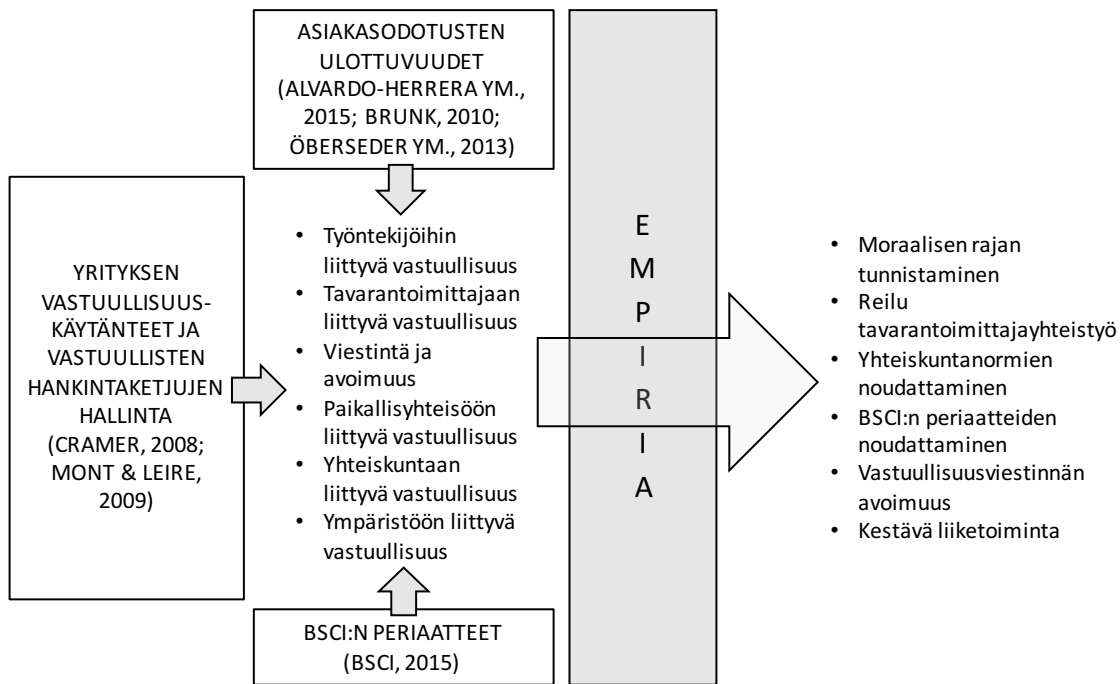 ASIAKASODOTUSTEN
ULOTTUVUUDET
(ALVARDO-HERRERA YM.,
2015; BRUNK, 2010;
ÖBERSEDER YM., 2013)
YRITYKSEN
VASTUULLISUUS-
KÄYTÄNTEET JA
VASTUULLISTEN
HANKINTAKETJUJEN
HALLINTA
(CRAMER, 2008;
MONT & LEIRE,
2009)
• Työntekijöihin
liittyvä vastuullisuus
• Tavarantoimittajaan
liittyvä vastuullisuus
• Viestintä ja
avoimuus
• Paikallisyhteisöön
liittyvä vastuullisuus
• Yhteiskuntaan
liittyvä vastuullisuus
• Ympäristöön liittyvä
vastuullisuus
BSCI:N PERIAATTEET
(BSCI, 2015)
E
M
P
I
R
I
A
• Moraalisen rajan
tunnistaminen
• Reilu
tavarantoimittajayhteistyö
• Yhteiskuntanormien
noudattaminen
• BSCI:n periaatteiden
noudattaminen
• Vastuullisuusviestinnän
avoimuus
• Kestävä liiketoiminta